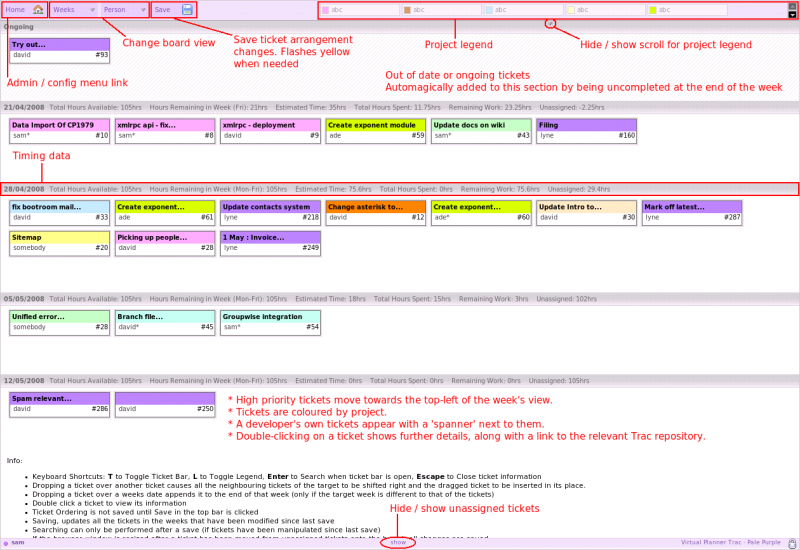 Home Weeks Person Save abc abc abc abc abc
Ongoing
Try out...
david #93
Change board view
Save ticket arrangement
changes. Flashes yellow
when needed
Project legend
Hide / show scroll for project legend
Admin / config menu link
Out of date or ongoing tickets
Automagically added to this section by being uncompleted at the end of the week
21/04/2008 Total Hours Available: 105hrs Hours Remaining in Week (Fri): 21hrs Estimated Time: 35hrs Total Hours Spent: 11.75hrs Remaining Work: 23.25hrs Unassigned: -2.25hrs
Data Import Of CP1979 xmlrpc api - fix... xmlrpc - deployment Create exponent module Update docs on wiki Filing
sam* #10 sam* #8 david #9 ade #59 sam* #43 lyne #160
Timing data
28/04/2008 Total Hours Available: 105hrs Hours Remaining in Week (Mon-Fri): 105hrs Estimated Time: 75.6hrs Total Hours Spent: 0hrs Remaining Work: 75.6hrs Unassigned: 29.4hrs
fix bootroom mail... Create exponent... Update contacts system Change asterisk to... Create exponent... Update Intro to... Mark off latest...
david #33 ade #61 lyne #218 david #12 ade* #60 david #30 lyne #287
Sitemap Picking up people... 1 May : Invoice...
somebody #20 david #28 lyne #249
05/05/2008 Total Hours Available: 105hrs Hours Remaining in Week (Mon-Fri): 105hrs Estimated Time: 18hrs Total Hours Spent: 15hrs Remaining Work: 3hrs Unassigned: 102hrs
Unified error... Branch file... Groupwise integration
somebody #28 david* #45 sam* #54
12/05/2008 Total Hours Available: 105hrs Hours Remaining in Week (Mon-Fri): 105hrs Estimated Time: 0hrs Total Hours Spent: 0hrs Remaining Work: 0hrs Unassigned: 105hrs
Spam relevant...
david #286 david #250
* High priority tickets move towards the top-left of the week's view.
* Tickets are coloured by project.
* A developer's own tickets appear with a 'spanner' next to them.
* Double-clicking on a ticket shows further details, along with a link to the relevant Trac repository.
Info:
• Keyboard Shortcuts: T to Toggle Ticket Bar, L to Toggle Legend, Enter to Search when ticket bar is open, Escape to Close ticket information
• Dropping a ticket over another ticket causes all the neighbouring tickets of the target to be shifted right and the dragged ticket to be inserted in its place.
• Dropping a ticket over a weeks date appends it to the end of that week (only if the target week is different to that of the tickets)
• Double click a ticket to view its information
• Ticket Ordering is not saved until Save in the top bar is clicked
• Saving, updates all the tickets in the weeks that have been modified since last save
• Searching can only be performed after a save (if tickets have been manipulated since last save)
Hide / show unassigned tickets
sam show Virtual Planner Trac - Pale Purple